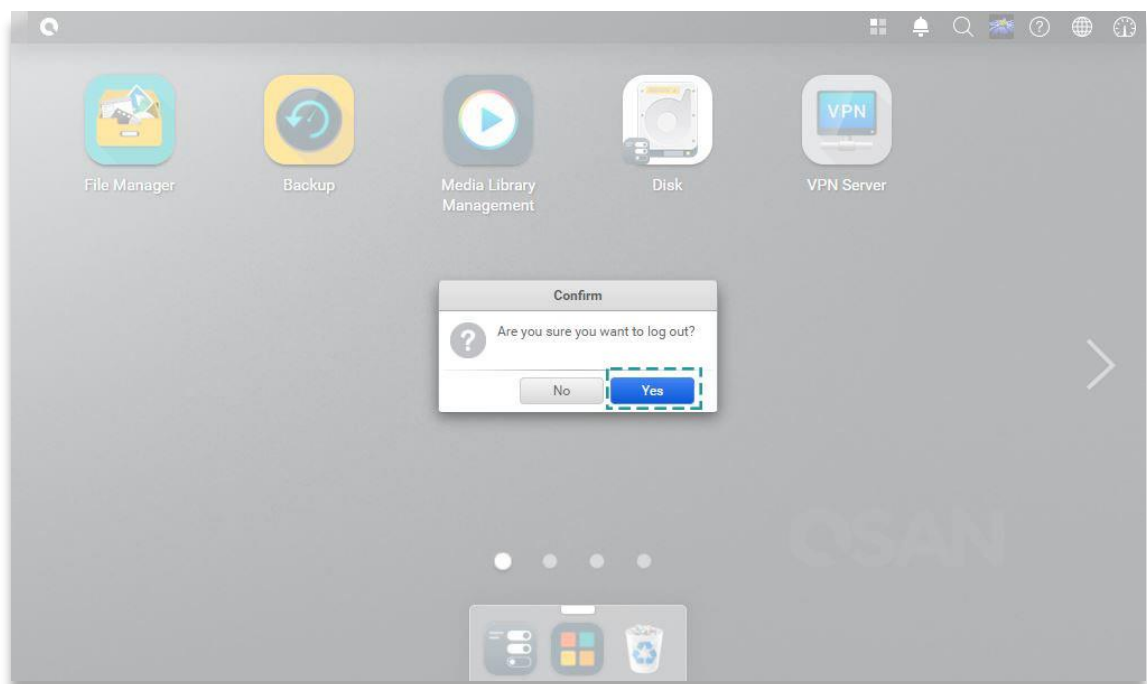 VPN
File Manager
Backup
Media Library
Management
Disk
VPN Server
Confirm
Are you sure you want to log out?
No
Yes
QSAN